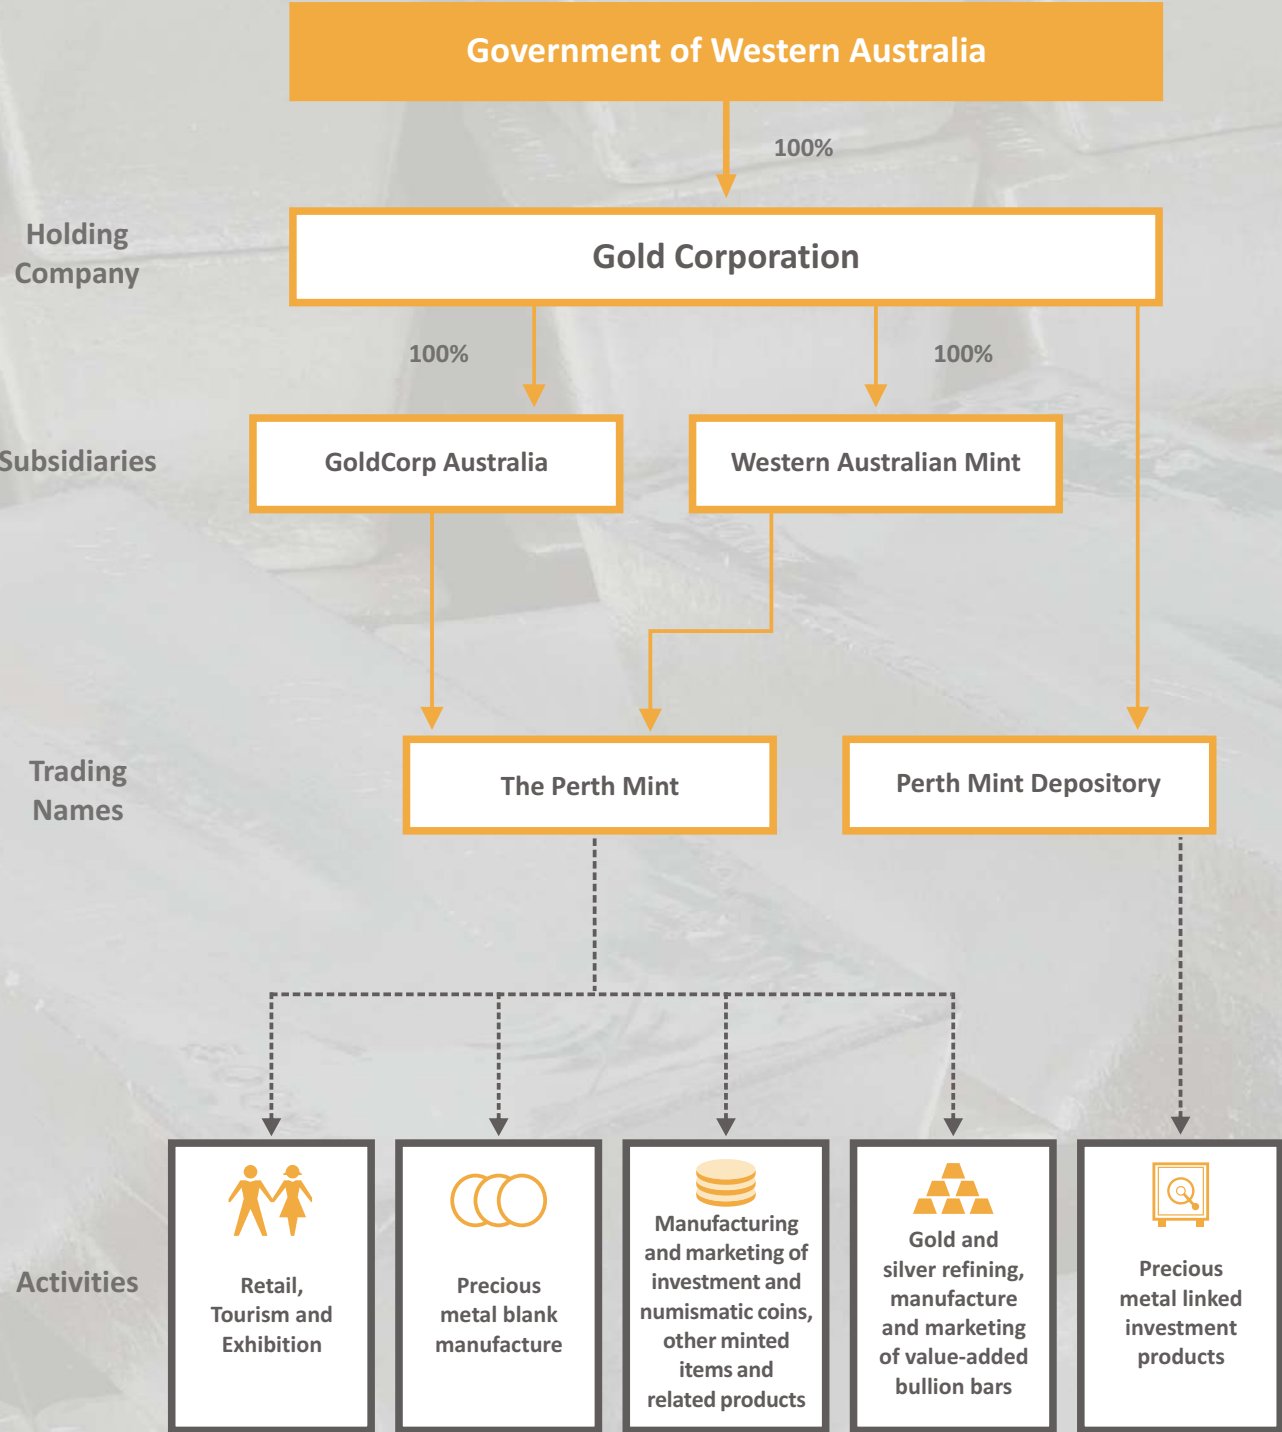 Government of Western Australia
100%
Holding
Company
Gold Corporation
100%
100%
Subsidiaries
GoldCorp Australia
Western Australian Mint
Trading
Names
The Perth Mint
Perth Mint Depository
Activities
Retail,
Tourism and
Exhibition
Precious
metal blank
manufacture
Manufacturing
and marketing of
investment and
numismatic coins,
other minted
items and
related products
Gold and
silver refining,
manufacture
and marketing
of value-added
bullion bars
Precious
metal linked
investment
products